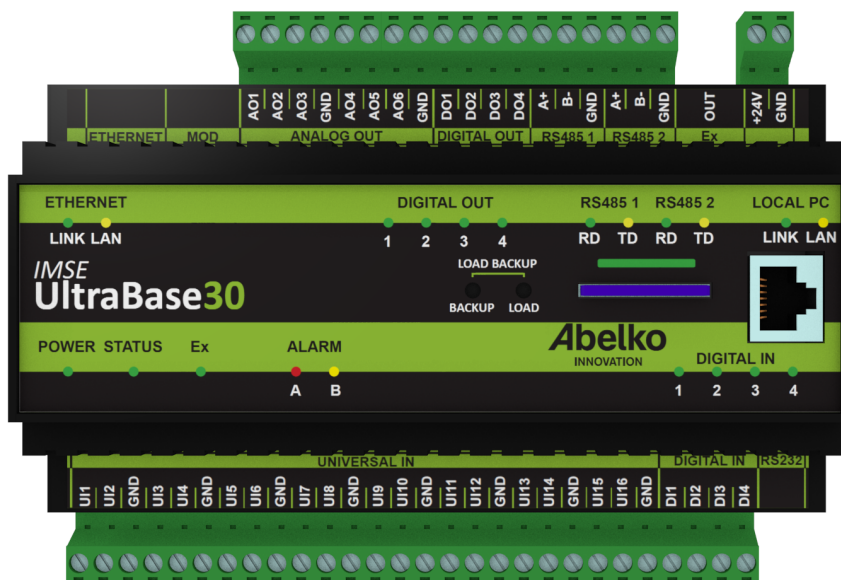 AO1 AO2 AO3 GND AO4 AO5 AO6 GND DO1 DO2 DO3 DO4 A+ B- GND A+ B- GND OUT +24V GND
ETHERNET MOD ANALOG OUT DIGITAL OUT RS485 1 RS485 2 Ex
ETHERNET DIGITAL OUT RS485 1 RS485 2 LOCAL PC
LINK LAN 1 2 3 4 RD TD RD TD LINK LAN
IMSE
UltraBase30
LOAD BACKUP
BACKUP LOAD
Abelko
INNOVATION
POWER STATUS Ex ALARM DIGITAL IN
A B 1 2 3 4
UNIVERSAL IN DIGITAL IN RS232
UI1 UI2 GND UI3 UI4 GND UI5 UI6 GND UI7 UI8 GND UI9 UI10 GND UI11 UI12 GND UI13 UI14 GND UI15 UI16 GND DI1 DI2 DI3 DI4